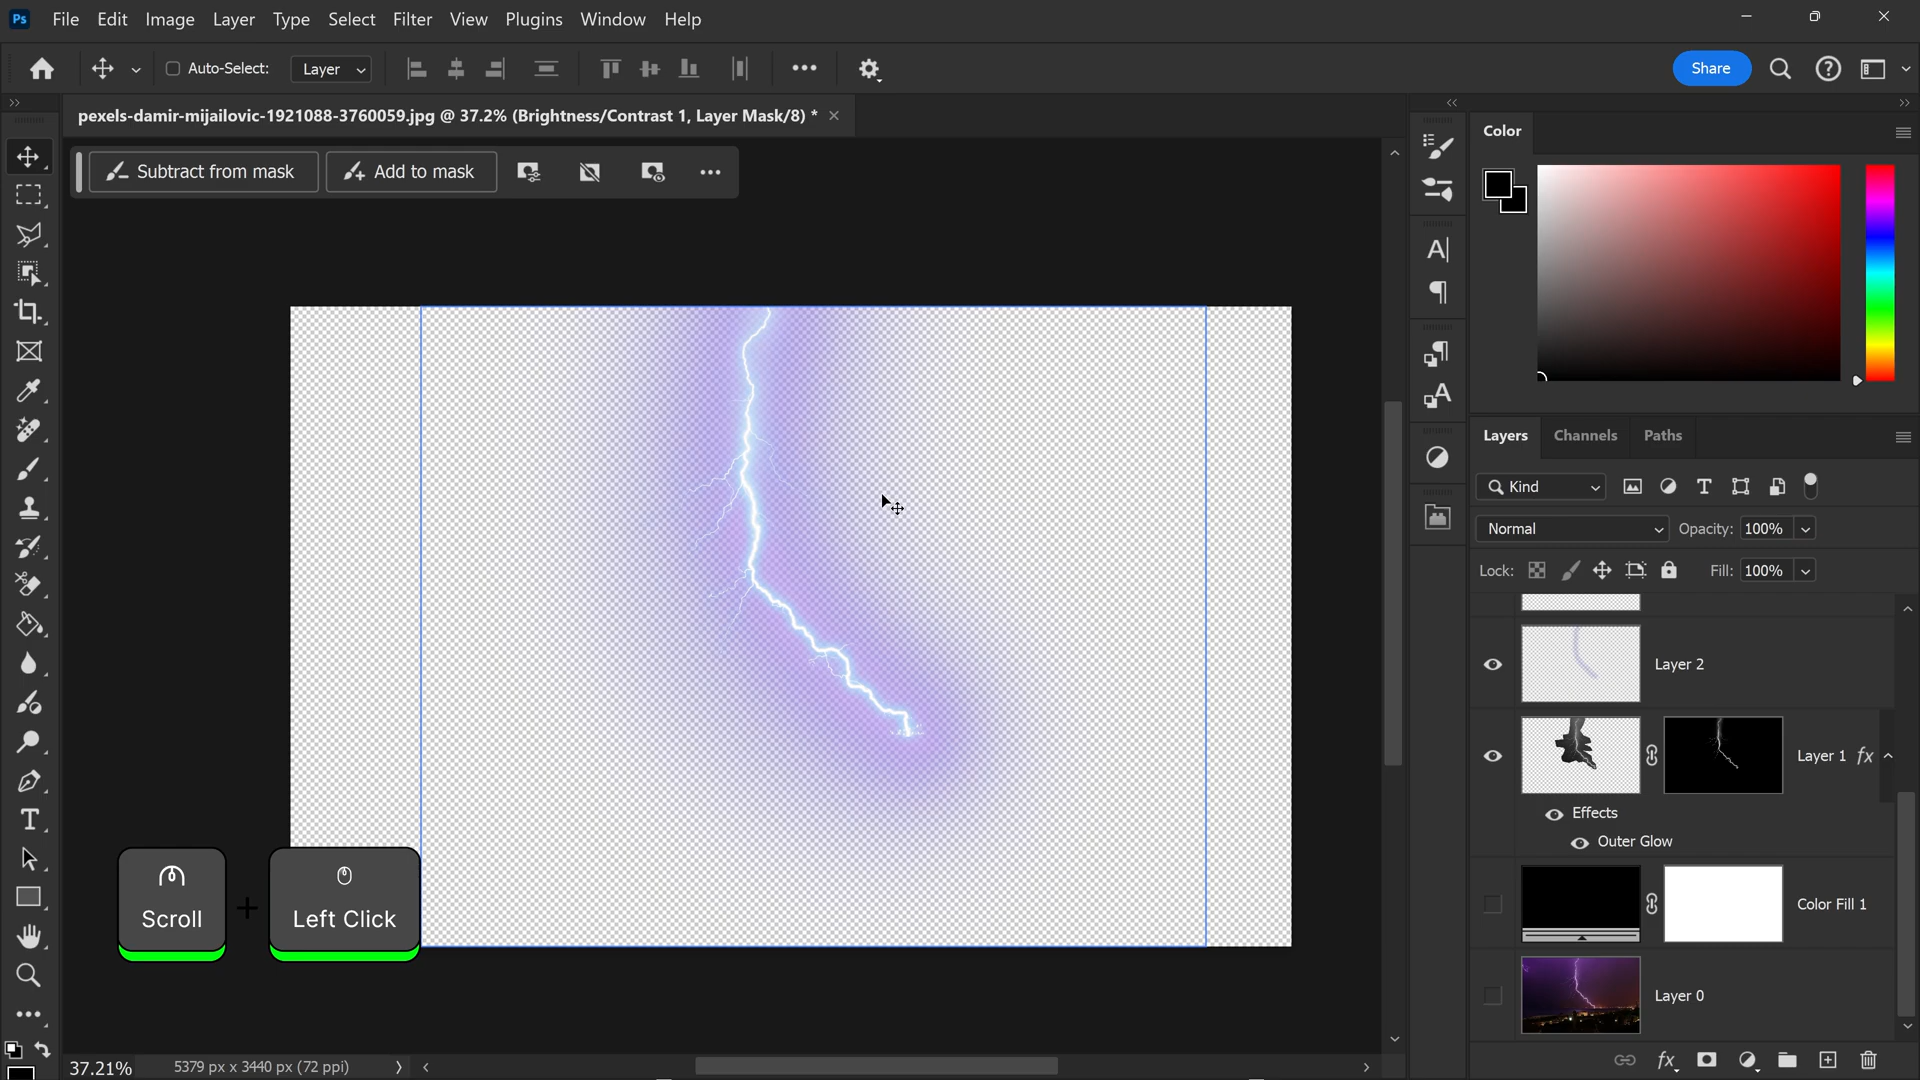 Ps File Edit Image Layer Type Select Filter View Plugins Window Help
Auto-Select: Layer Share
pexels-damir-mijailovic-1921088-3760059.jpg @ 37.2% (Brightness/Contrast 1, Layer Mask/8) *
Color
Subtract from mask Add to mask
Layers Channels Paths
Kind
Normal Opacity: 100%
Lock: Fill: 100%
Layer 2
Layer 1 fx
Effects
Outer Glow
Color Fill 1
Layer 0
Scroll + Left Click
37.21% 5379 px x 3440 px (72 ppi)
fx